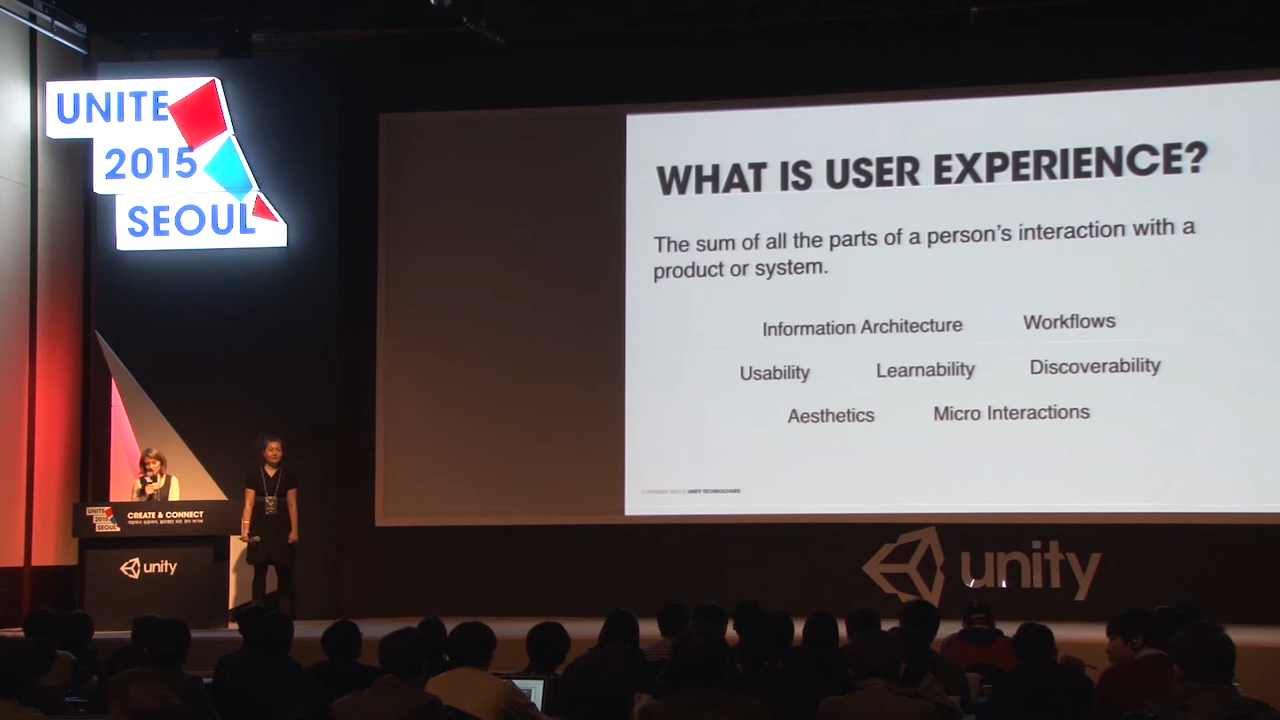 UNITE
2015
SEOUL
WHAT IS USER EXPERIENCE?
The sum of all the parts of a person's interaction with a
product or system.
Information Architecture
Workflows
Usability
Learnability
Discoverability
Aesthetics
Micro Interactions
UNITE
2015
SEOUL
CREATE & CONNECT
unity
unity